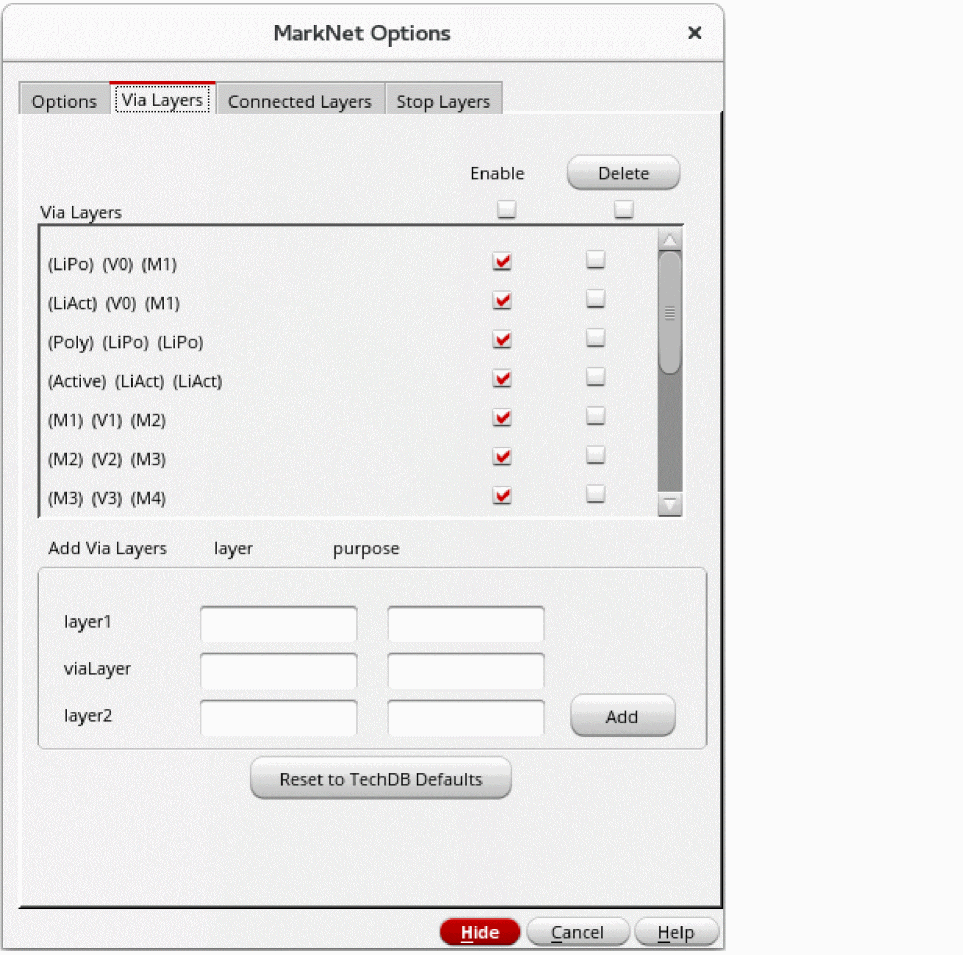 MarkNet Options
Options Via Layers Connected Layers Stop Layers
Enable Delete
Via Layers
(LiPo) (V0) (M1)
(LiAct) (V0) (M1)
(Poly) (LiPo) (LiPo)
(Active) (LiAct) (LiAct)
(M1) (V1) (M2)
(M2) (V2) (M3)
(M3) (V3) (M4)
Add Via Layers layer purpose
layer1
viaLayer
layer2 Add
Reset to TechDB Defaults
Hide Cancel Help